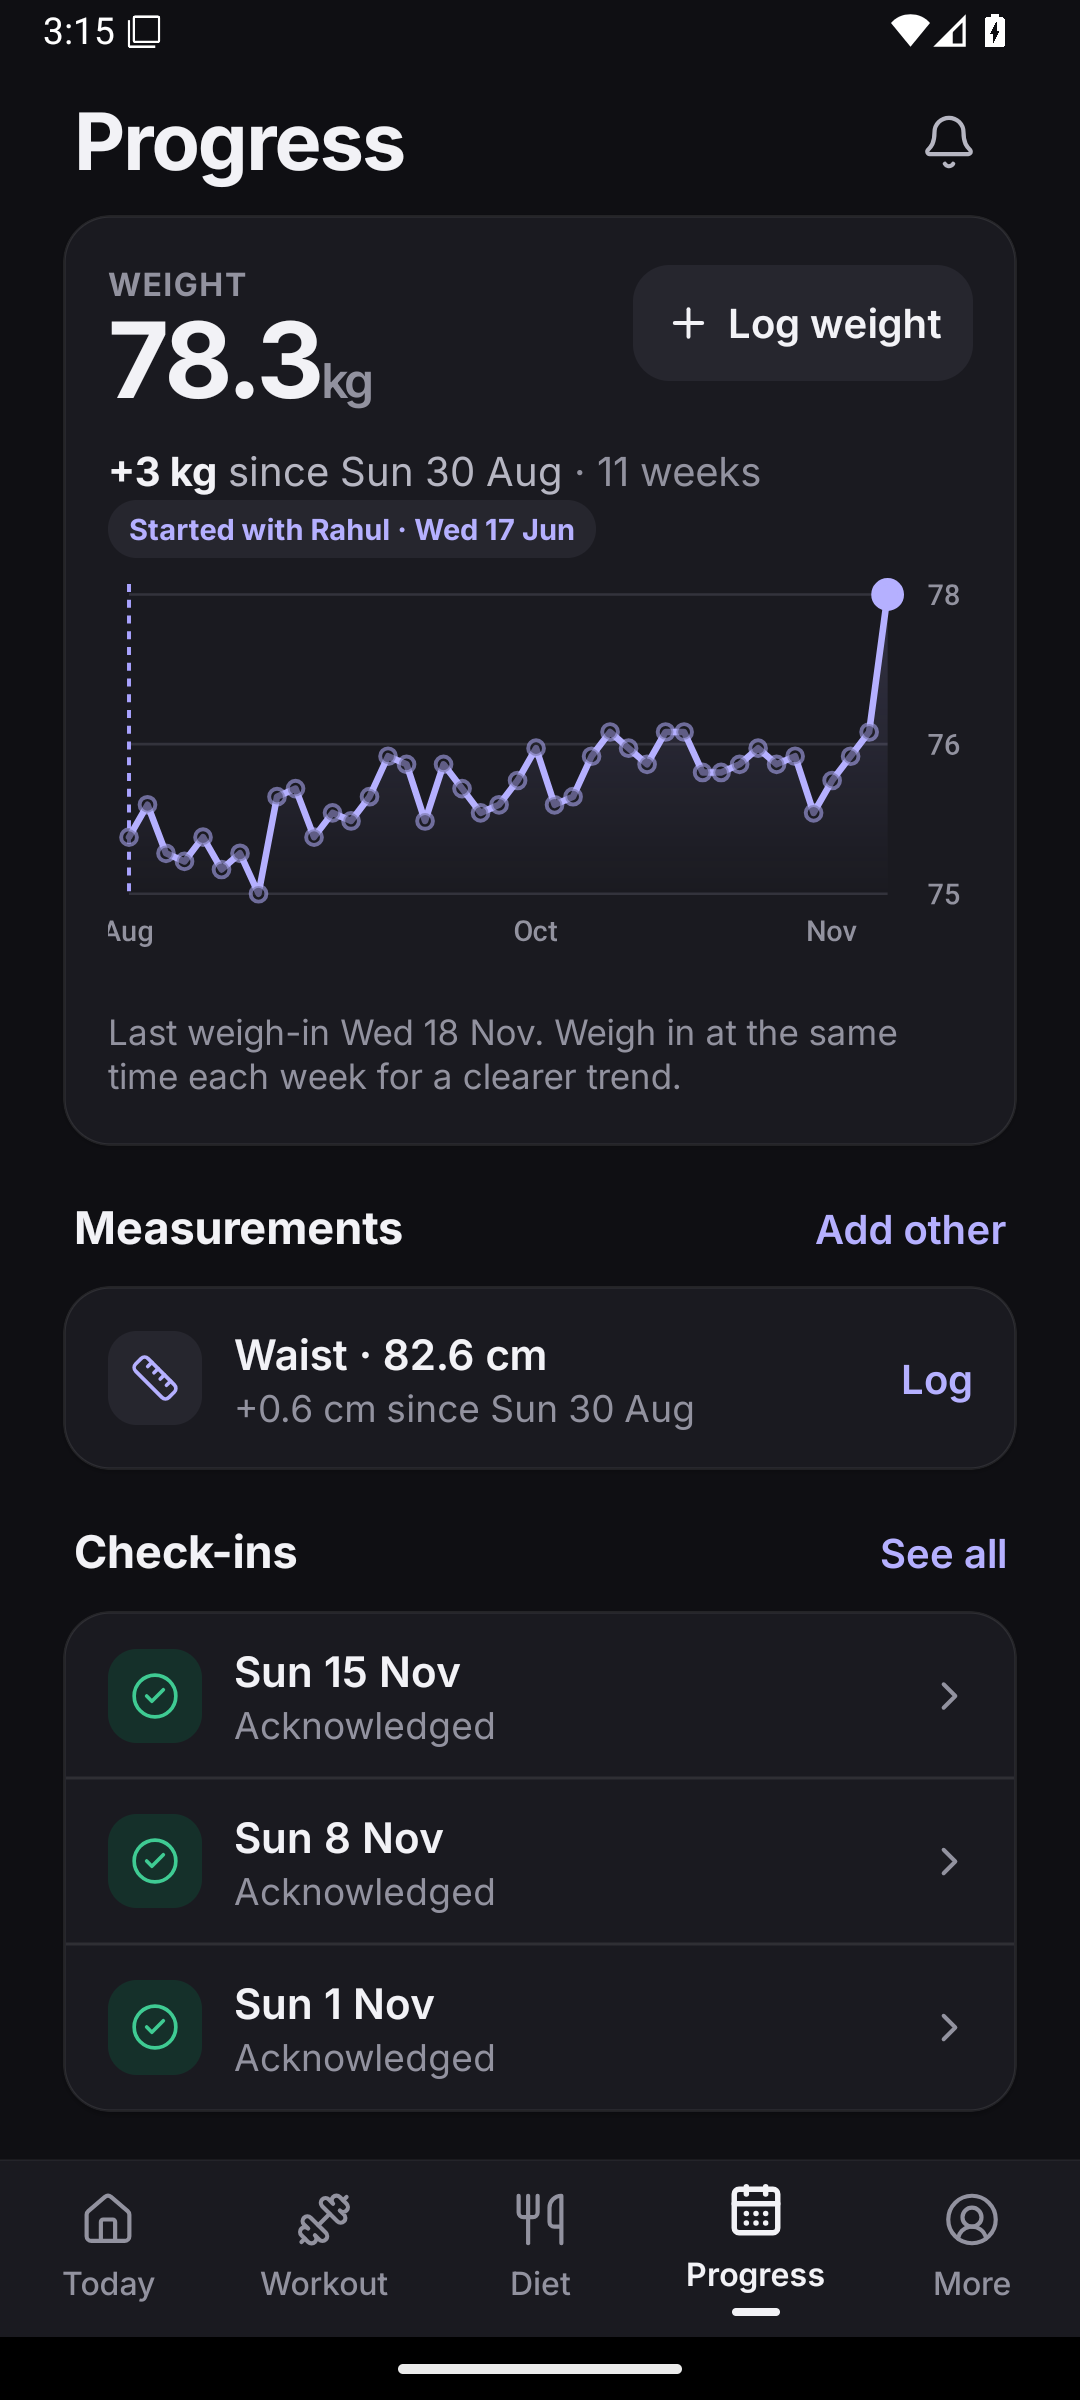 3:15
Progress
WEIGHT
78.3kg
+ Log weight
+3 kg since Sun 30 Aug · 11 weeks
Started with Rahul · Wed 17 Jun
78
76
75
Aug
Oct
Nov
Last weigh-in Wed 18 Nov. Weigh in at the same
time each week for a clearer trend.
Measurements
Add other
Waist · 82.6 cm
+0.6 cm since Sun 30 Aug
Log
Check-ins
See all
Sun 15 Nov
Acknowledged
Sun 8 Nov
Acknowledged
Sun 1 Nov
Acknowledged
Today
Workout
Diet
Progress
More